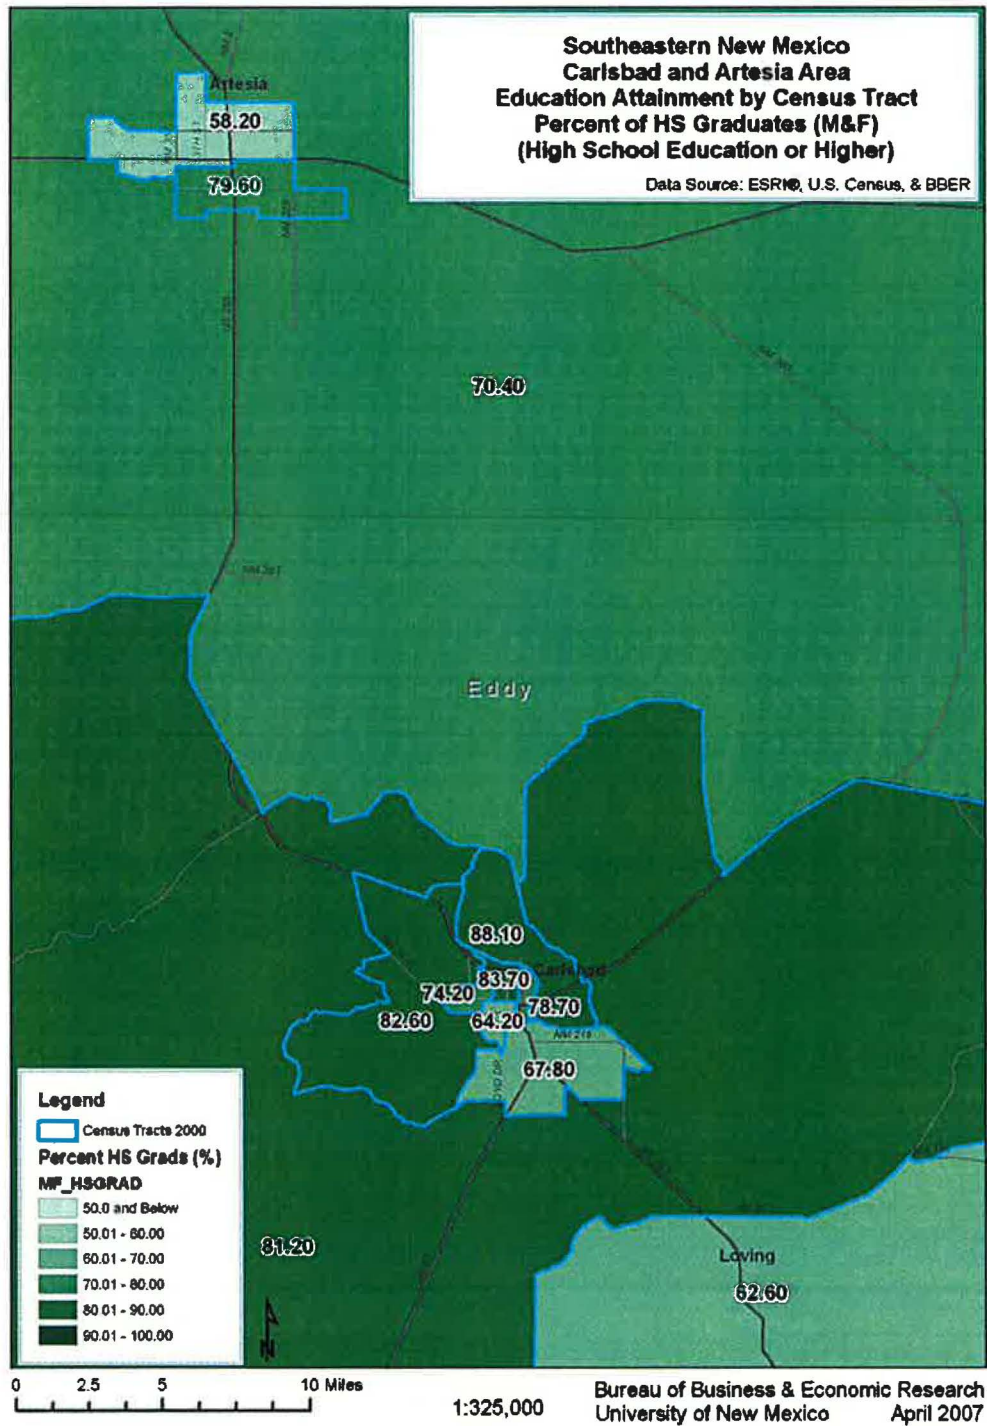 Southeastern New Mexico
Carlsbad and Artesia Area
Education Attainment by Census Tract
Percent of HS Graduates (M&F)
(High School Education or Higher)
Data Source: ESRI®, U.S. Census, & BBER
Artesia
58.20
79.60
70.40
Eddy
88.10
Carlsbad
83.70
74.20
78.70
82.60
64.20
67.80
81.20
Loving
62.60
Legend
Census Tracts 2000
Percent HS Grads (%)
MF_HSGRAD
50.0 and Below
50.01 - 60.00
60.01 - 70.00
70.01 - 80.00
80.01 - 90.00
90.01 - 100.00
N
0 2.5 5 10 Miles
1:325,000
Bureau of Business & Economic Research
University of New Mexico April 2007